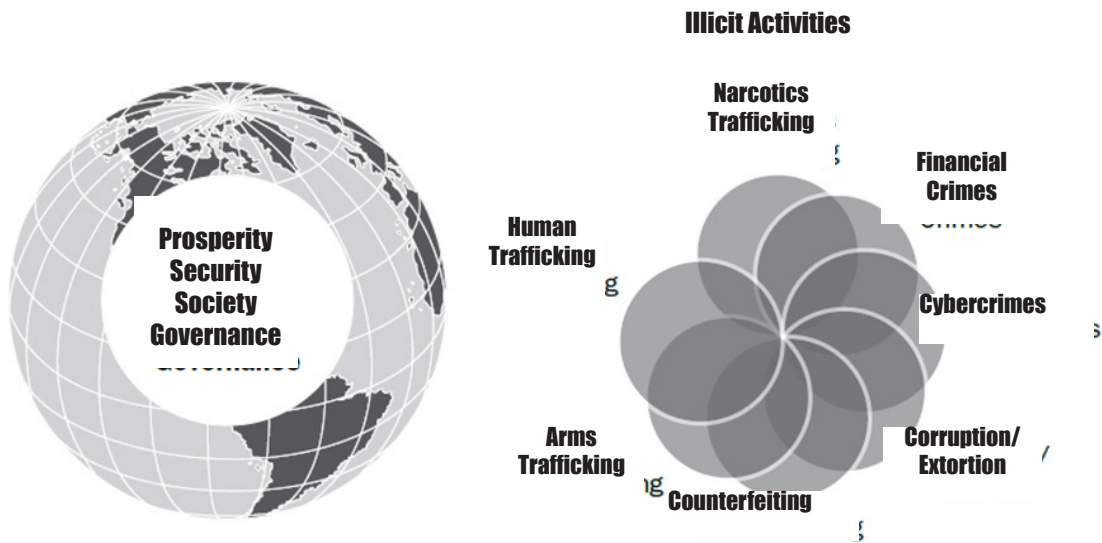 Illicit Activities
Narcotics
Trafficking
Financial
Crimes
Human
Trafficking
Prosperity
Security
Society
Governance
Cybercrimes
Arms
Trafficking
Corruption/
Extortion
Counterfeiting